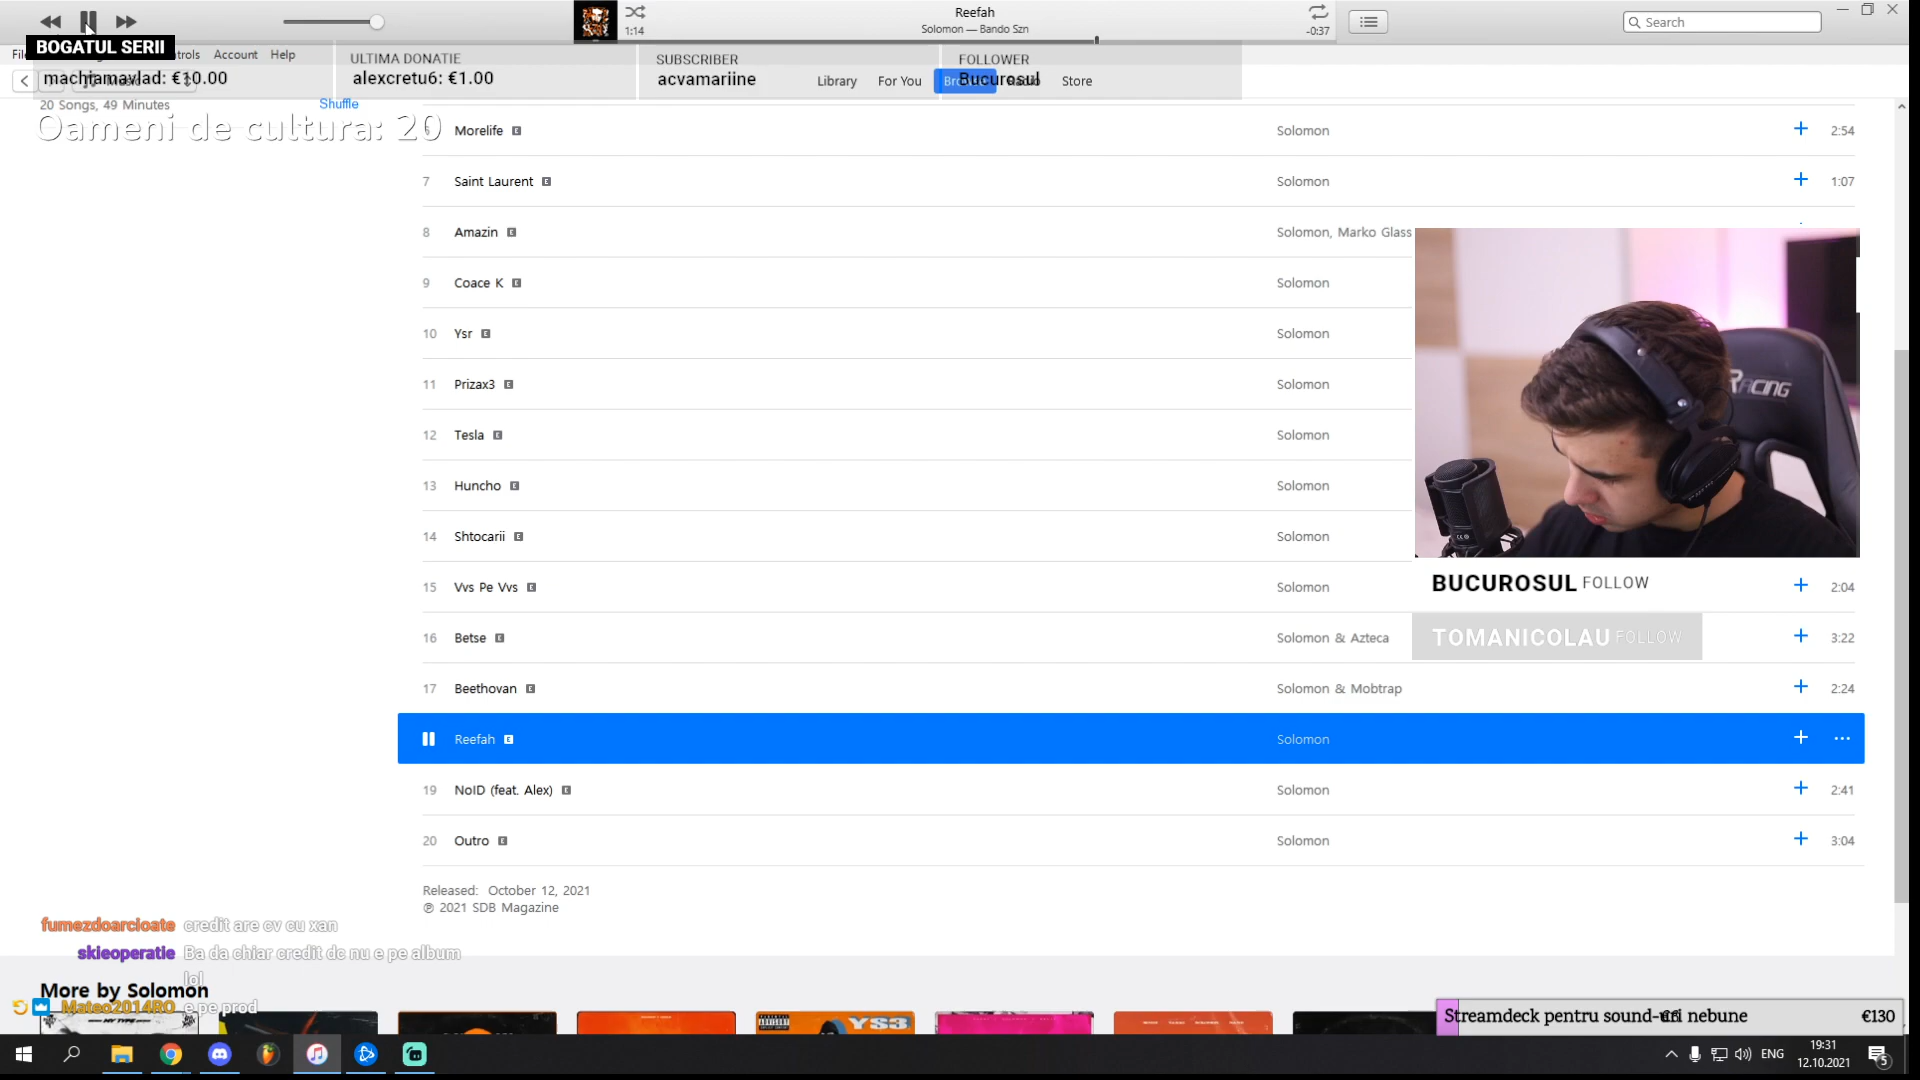 Reefah
Solomon — Bando Szn
1:14
-0:37
Search
BOGATUL SERII
Account
Help
machiamavlad: €10.00
ULTIMA DONATIE
alexcretu6: €1.00
SUBSCRIBER
acvamariine
FOLLOWER
Bucurosul
Library
For You
Store
20 Songs, 49 Minutes
Shuffle
Oameni de cultura: 20
Morelife E Solomon 2:54
7 Saint Laurent E Solomon 1:07
8 Amazin E Solomon, Marko Glass
9 Coace K E Solomon
10 Ysr E Solomon
11 Prizax3 E Solomon
12 Tesla E Solomon
13 Huncho E Solomon
14 Shtocarii E Solomon
15 Vvs Pe Vvs E Solomon 2:04
16 Betse E Solomon & Azteca 3:22
17 Beethovan E Solomon & Mobtrap 2:24
Reefah E Solomon
19 NoID (feat. Alex) E Solomon 2:41
20 Outro E Solomon 3:04
RACING
BUCUROSUL FOLLOW
TOMANICOLAU FOLLOW
Released: October 12, 2021
℗ 2021 SDB Magazine
fumezdoarcioate credit are cv cu xan
skieoperatie Ba da chiar credit dc nu e pe album
lol
Mateo2014RO e pe prod
More by Solomon
YS3
Streamdeck pentru sound-uri nebune €130
ENG
19:31
12.10.2021
5